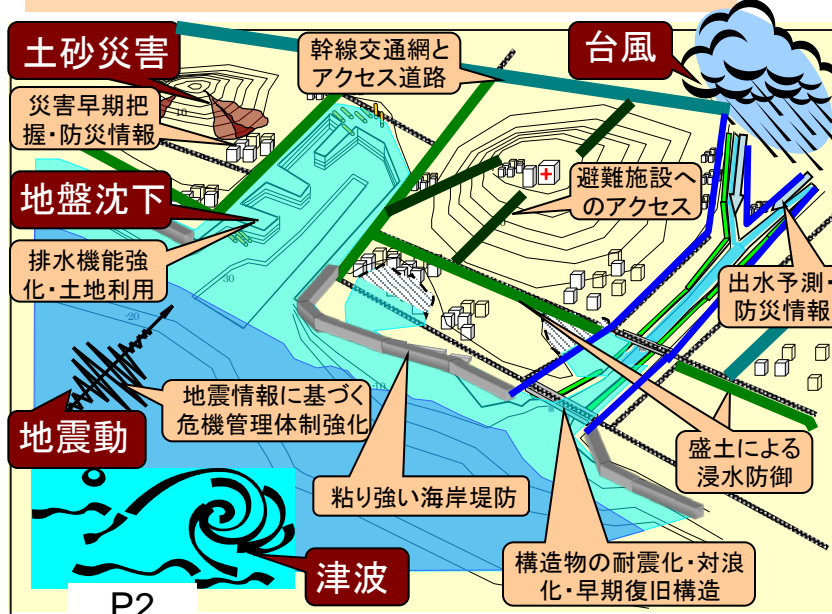 土砂災害
幹線交通網と
アクセス道路
台風
災害早期把
握・防災情報
10
避難施設へ
のアクセス
地盤沈下
排水機能強
化・土地利用
30
出水予測・
防災情報
-20
-10
地震情報に基づく
危機管理体制強化
地震動
盛土による
浸水防御
粘り強い海岸堤防
構造物の耐震化・対浪
化・早期復旧構造
津波
P2